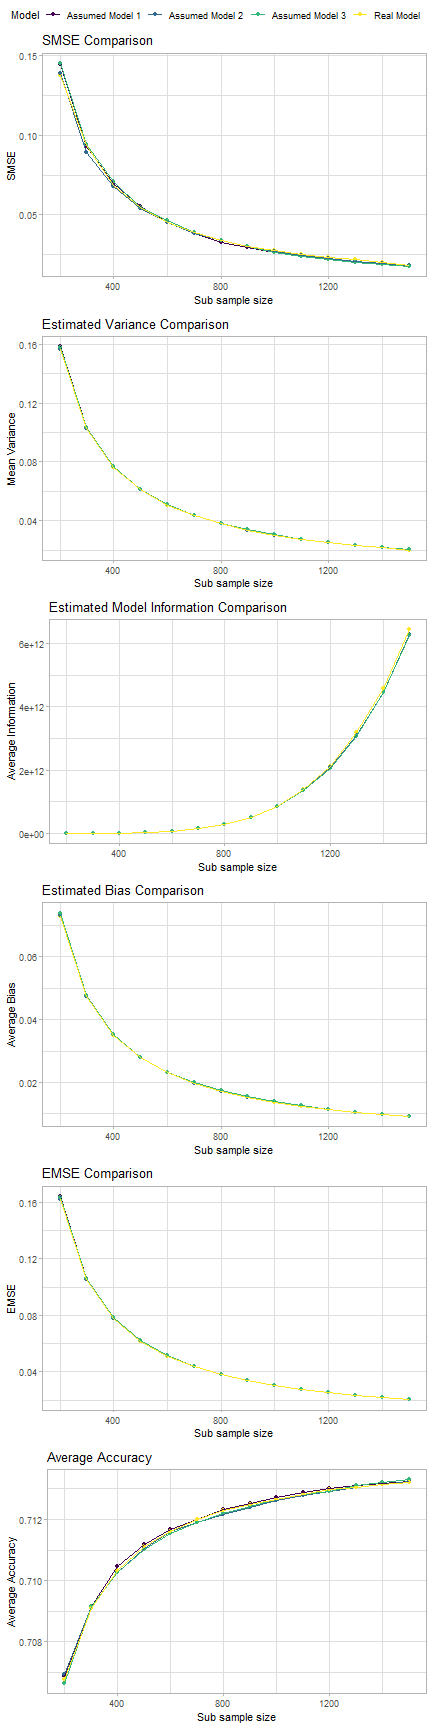 Model Assumed Model 1 Assumed Model 2 Assumed Model 3 Real Model
SMSE Comparison
0.15
0.10
0.05
SMSE
400 800 1200
Sub sample size
Estimated Variance Comparison
0.16
0.12
0.08
0.04
Mean Variance
400 800 1200
Sub sample size
Estimated Model Information Comparison
6e+12
4e+12
2e+12
0e+00
Average Information
400 800 1200
Sub sample size
Estimated Bias Comparison
0.06
0.04
0.02
Average Bias
400 800 1200
Sub sample size
EMSE Comparison
0.16
0.12
0.08
0.04
EMSE
400 800 1200
Sub sample size
Average Accuracy
0.712
0.710
0.708
Average Accuracy
400 800 1200
Sub sample size